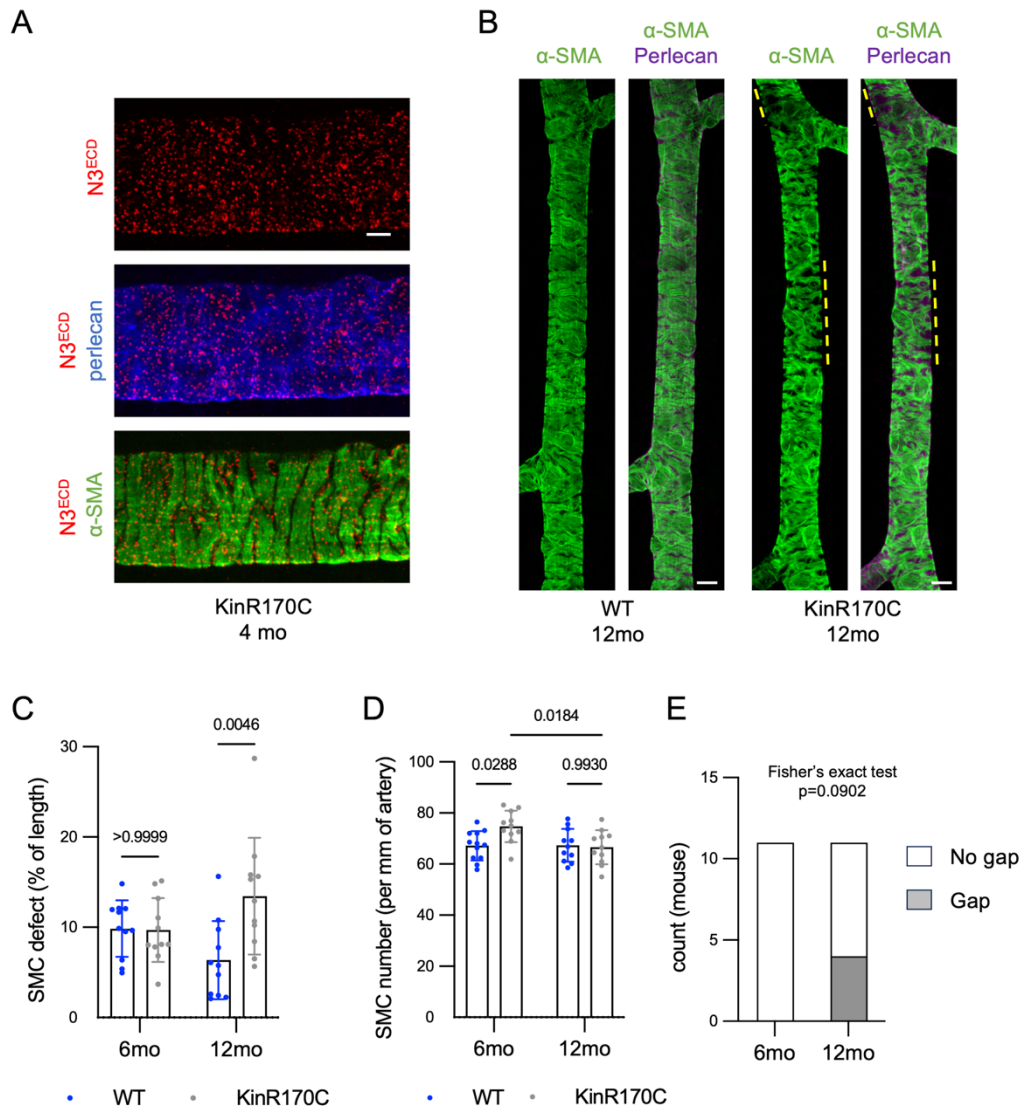 A
N3ECD
N3ECD
perlecan
N3ECD
α-SMA
KinR170C
4 mo
B
α-SMA
α-SMA
Perlecan
α-SMA
α-SMA
Perlecan
WT
12mo
KinR170C
12mo
C
SMC defect (% of length)
30
20
10
0
>0.9999
0.0046
6mo
12mo
WT
KinR170C
D
SMC number (per mm of artery)
100
80
60
40
20
0
0.0184
0.0288
0.9930
6mo
12mo
WT
KinR170C
E
Fisher's exact test
p=0.0902
count (mouse)
15
10
5
0
6mo
12mo
No gap
Gap